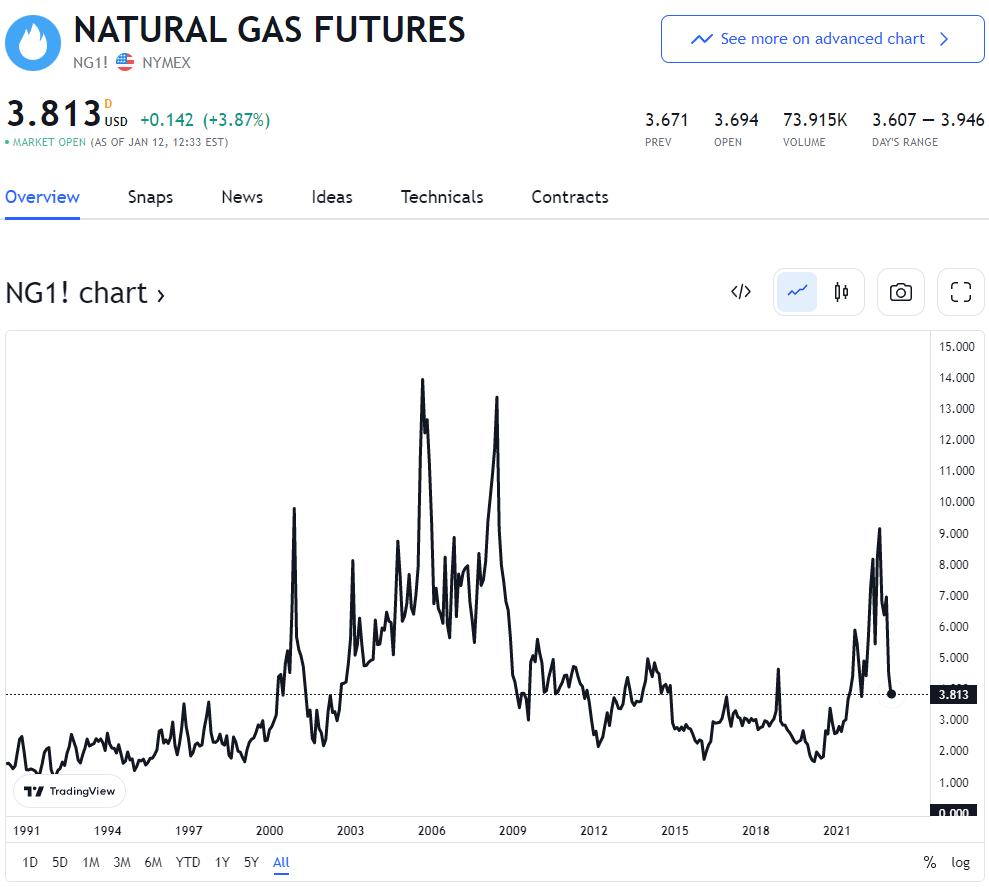 NATURAL GAS FUTURES
NG1! NYMEX
See more on advanced chart
3.813 D USD +0.142 (+3.87%)
MARKET OPEN (AS OF JAN 12, 12:33 EST)
3.671 3.694 73.915K 3.607 — 3.946
PREV OPEN VOLUME DAY'S RANGE
Overview Snaps News Ideas Technicals Contracts
NG1! chart ›
</>
15.000
14.000
13.000
12.000
11.000
10.000
9.000
8.000
7.000
6.000
5.000
3.813
3.000
2.000
1.000
0.000
TradingView
1991 1994 1997 2000 2003 2006 2009 2012 2015 2018 2021
1D 5D 1M 3M 6M YTD 1Y 5Y All % log